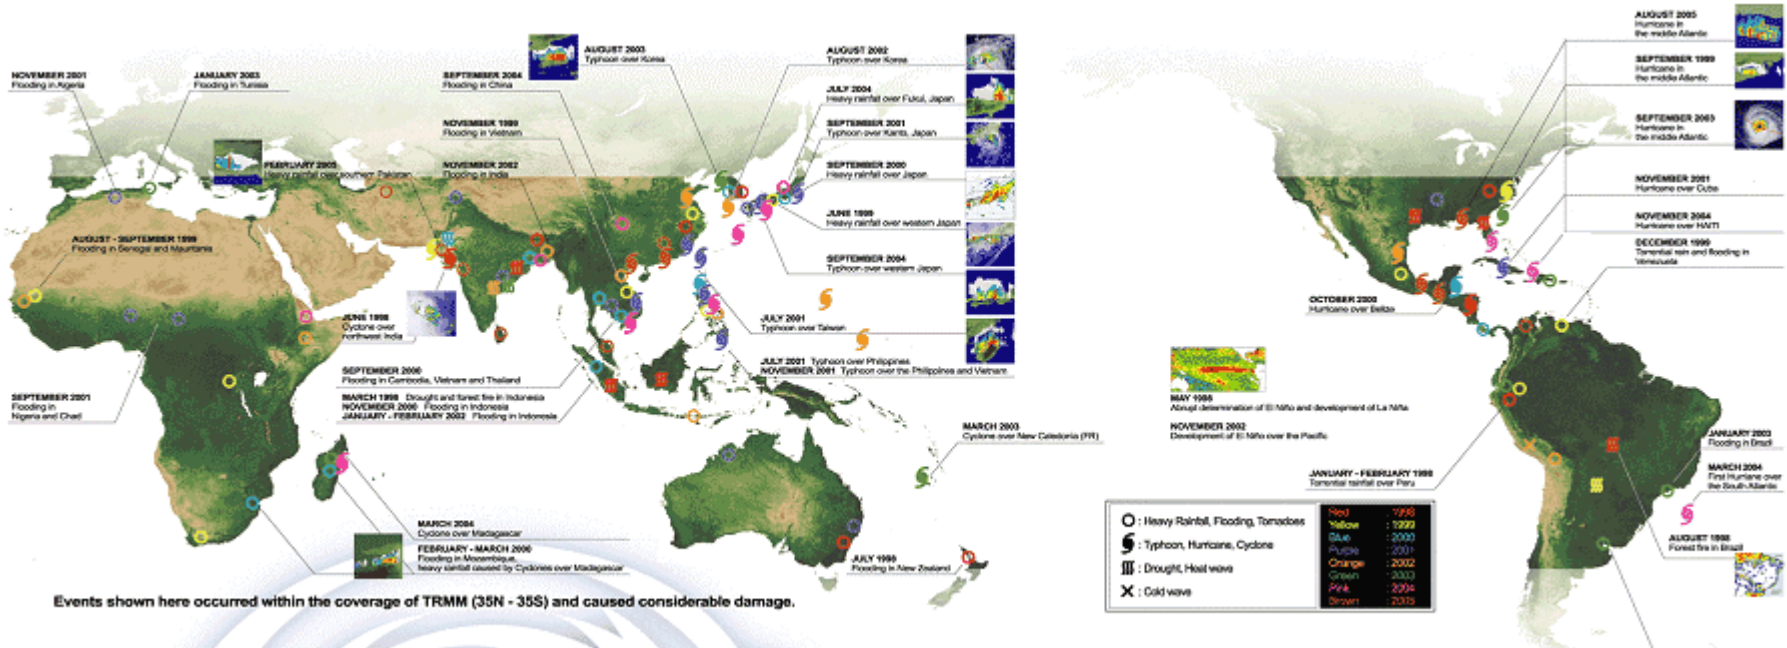 NOVEMBER 2001
Flooding in Algeria
JANUARY 2003
Flooding in Tunisia
SEPTEMBER 2004
Flooding in China
AUGUST 2003
Typhoon over Korea
AUGUST 2002
Typhoon over Korea
JULY 2004
Heavy rainfall over Fukui, Japan
NOVEMBER 1999
Flooding in Vietnam
SEPTEMBER 2001
Typhoon over Kanto, Japan
FEBRUARY 2005
Heavy rainfall over southern Pakistan
NOVEMBER 2002
Flooding in India
SEPTEMBER 2000
Heavy rainfall over Japan
JUNE 1999
Heavy rainfall over western Japan
AUGUST - SEPTEMBER 1999
Flooding in Senegal and Mauritania
SEPTEMBER 2004
Typhoon over western Japan
JUNE 1998
Cyclone over
northwest India
JULY 2001
Typhoon over Taiwan
JULY 2001 Typhoon over Philippines
NOVEMBER 2001 Typhoon over the Philippines and Vietnam
SEPTEMBER 2000
Flooding in Cambodia, Vietnam and Thailand
MARCH 1998 Drought and forest fire in Indonesia
NOVEMBER 2000 Flooding in Indonesia
JANUARY - FEBRUARY 2002 Flooding in Indonesia
SEPTEMBER 2001
Flooding in
Nigeria and Chad
MARCH 2003
Cyclone over New Caledonia (FR)
MARCH 2004
Cyclone over Madagascar
FEBRUARY - MARCH 2000
Flooding in Mozambique,
heavy rainfall caused by Cyclones over Madagascar
JULY 1998
Flooding in New Zealand
Events shown here occurred within the coverage of TRMM (35N - 35S) and caused considerable damage.
AUGUST 2005
Hurricane in
the middle Atlantic
SEPTEMBER 1999
Hurricane in
the middle Atlantic
SEPTEMBER 2003
Hurricane in
the middle Atlantic
NOVEMBER 2001
Hurricane over Cuba
NOVEMBER 2004
Hurricane over HAITI
DECEMBER 1999
Torrential rain and flooding in
Venezuela
OCTOBER 2000
Hurricane over Belize
MAY 1998
Abrupt determination of El Niño and development of La Niña
NOVEMBER 2002
Development of El Niño over the Pacific
JANUARY - FEBRUARY 1998
Torrential rainfall over Peru
JANUARY 2003
Flooding in Brazil
MARCH 2004
First Hurricane over
the South Atlantic
AUGUST 1998
Forest fire in Brazil
O : Heavy Rainfall, Flooding, Tornadoes
: Typhoon, Hurricane, Cyclone
: Drought, Heat wave
X : Cold wave
Red : 1998
Yellow : 1999
Blue : 2000
Purple : 2001
Orange : 2002
Green : 2003
Pink : 2004
Brown : 2005